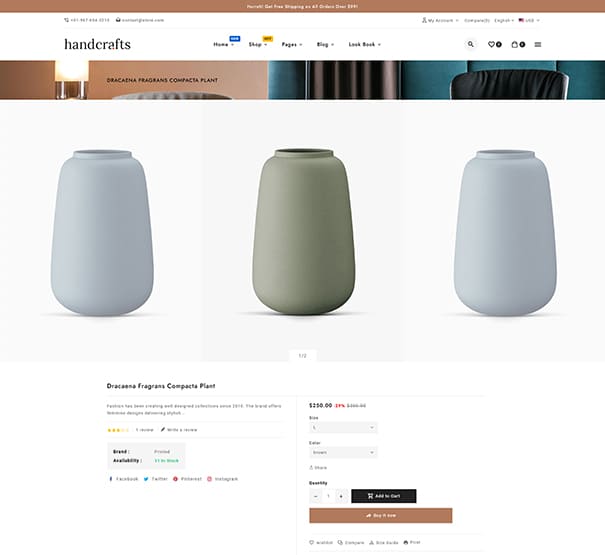 Hurreh! Get Free Shipping on All Orders Over $99!
+91-987-654-3210 contact@store.com
My Account Compare(0) English USD
NEW HOT
handcrafts Home Shop Pages Blog Look Book 0 0
DRACAENA FRAGRANS COMPACTA PLANT
1/2
Dracaena Fragrans Compacta Plant
Fashion has been creating well designed collections since 2010. The brand offers
feminine designs delivering stylish...
1 review Write a review
Brand : Printed
Availability : 11 In Stock
Facebook Twitter Pinterest Instagram
$250.00 -29% $350.00
Size
L
Color
brown
Share
Quantity
− 1 + Add to Cart
Buy it now
wishlist Compare Size Guide Print